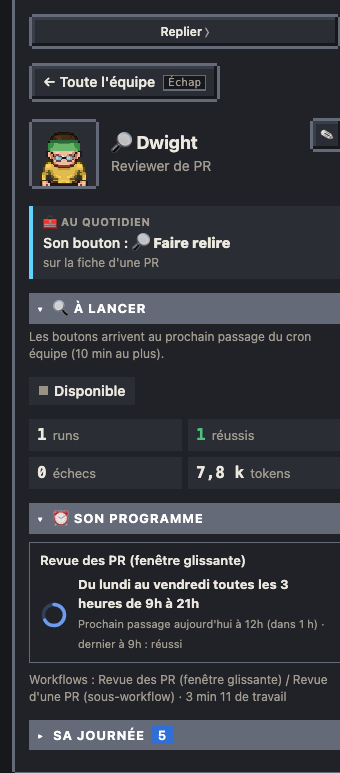 Replier ⟩
← Toute l'équipe Échap
Dwight
Reviewer de PR
AU QUOTIDIEN
Son bouton : 🔎 Faire relire
sur la fiche d'une PR
▾ 🔍 À LANCER
Les boutons arrivent au prochain passage du cron
équipe (10 min au plus).
Disponible
1 runs
1 réussis
0 échecs
7,8 k tokens
▾ ⏰ SON PROGRAMME
Revue des PR (fenêtre glissante)
Du lundi au vendredi toutes les 3
heures de 9h à 21h
Prochain passage aujourd'hui à 12h (dans 1 h) ·
dernier à 9h : réussi
Workflows : Revue des PR (fenêtre glissante) / Revue
d'une PR (sous-workflow) · 3 min 11 de travail
▸ SA JOURNÉE 5